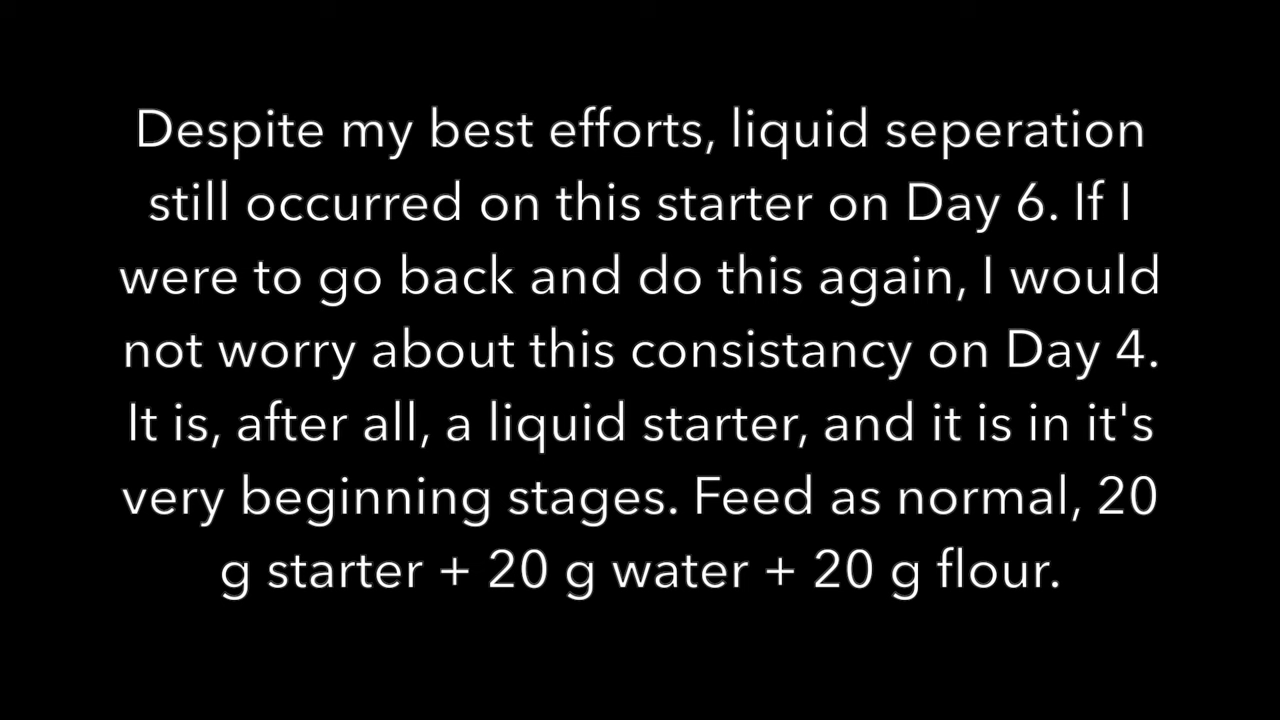 Despite my best efforts, liquid seperation
still occurred on this starter on Day 6. If I
were to go back and do this again, I would
not worry about this consistancy on Day 4.
It is, after all, a liquid starter, and it is in it's
very beginning stages. Feed as normal, 20
g starter + 20 g water + 20 g flour.